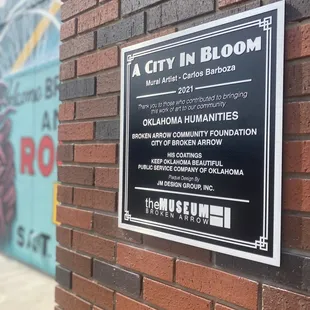 A CITY IN BLOOM
Mural Artist - Carlos Barboza
2021
Thank you to those who contributed to bringing
this work of art to our community
OKLAHOMA HUMANITIES
BROKEN ARROW COMMUNITY FOUNDATION
CITY OF BROKEN ARROW
HIS COATINGS
KEEP OKLAHOMA BEAUTIFUL
PUBLIC SERVICE COMPANY OF OKLAHOMA
Plaque Design By
JM DESIGN GROUP, INC.
the MUSEUM
BROKEN ARROW